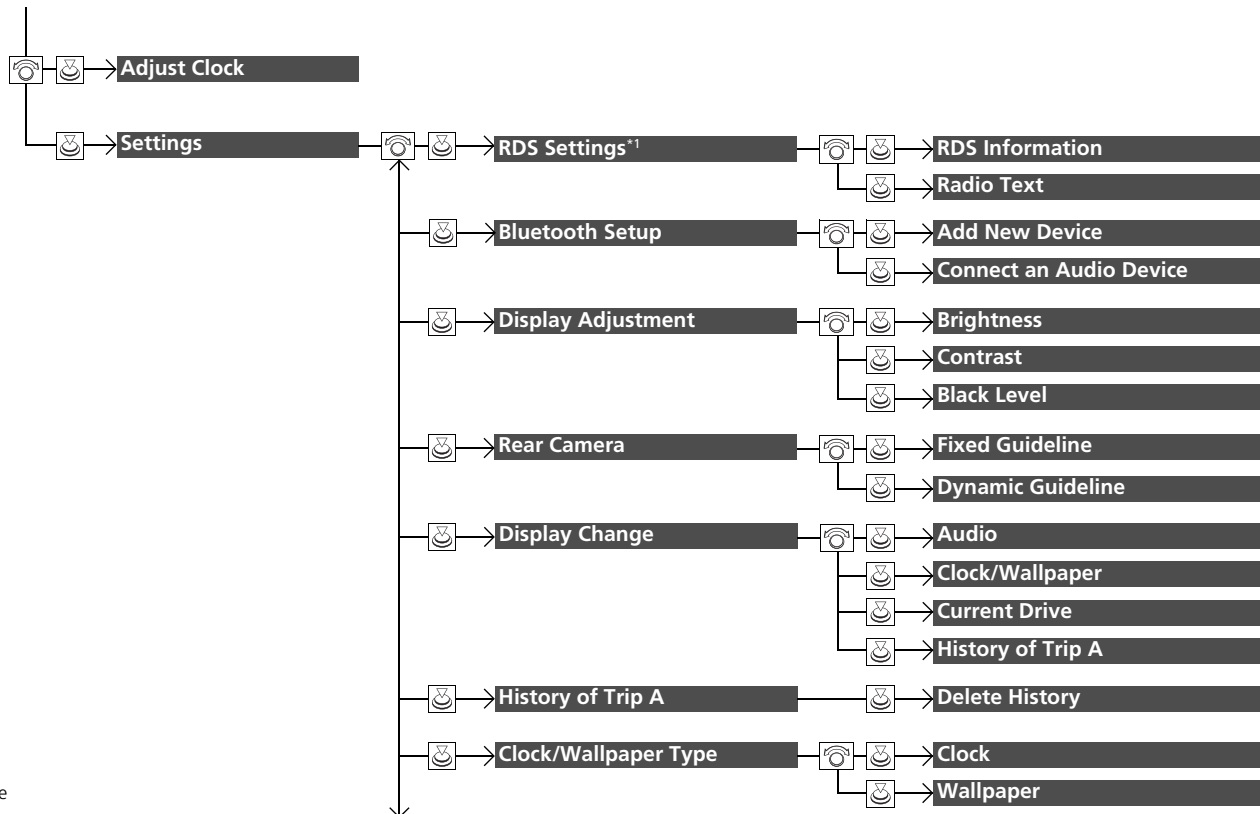 Adjust Clock
Settings
RDS Settings*1
RDS Information
Radio Text
Bluetooth Setup
Add New Device
Connect an Audio Device
Display Adjustment
Brightness
Contrast
Black Level
Rear Camera
Fixed Guideline
Dynamic Guideline
Display Change
Audio
Clock/Wallpaper
Current Drive
History of Trip A
History of Trip A
Delete History
Clock/Wallpaper Type
Clock
Wallpaper
e